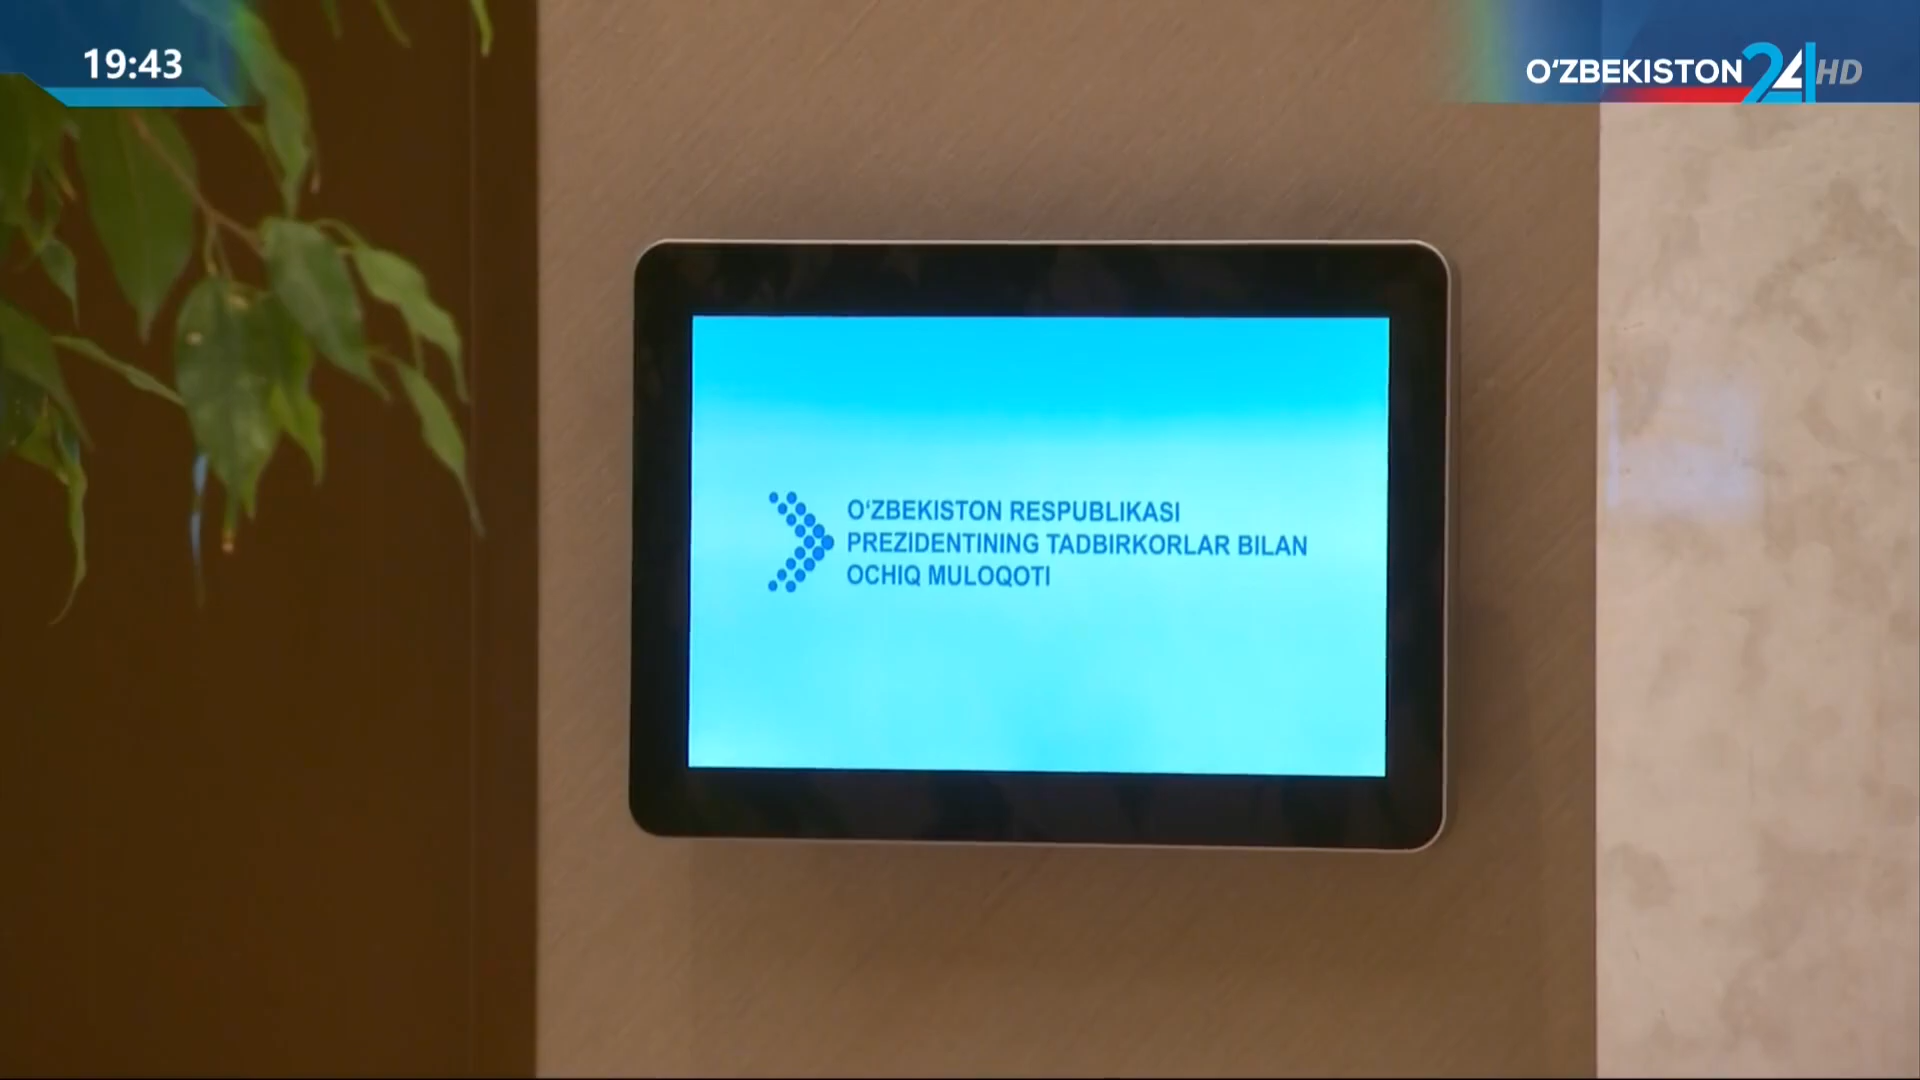 19:43
O‘ZBEKISTON 24 HD
O‘ZBEKISTON RESPUBLIKASI
PREZIDENTINING TADBIRKORLAR BILAN
OCHIQ MULOQOTI